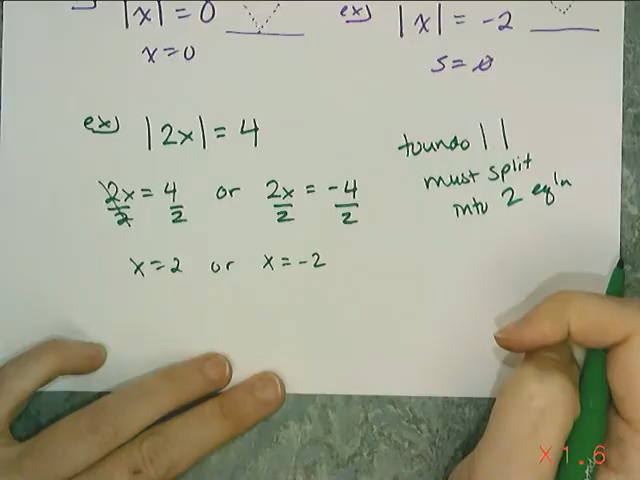 |x| = 0
x = 0
ex) |x| = -2
S = ∅
ex) |2x| = 4
2x/2 = 4/2 or 2x/2 = -4/2
x = 2 or x = -2
to undo | |
must split
into 2 eq'n
X1.6